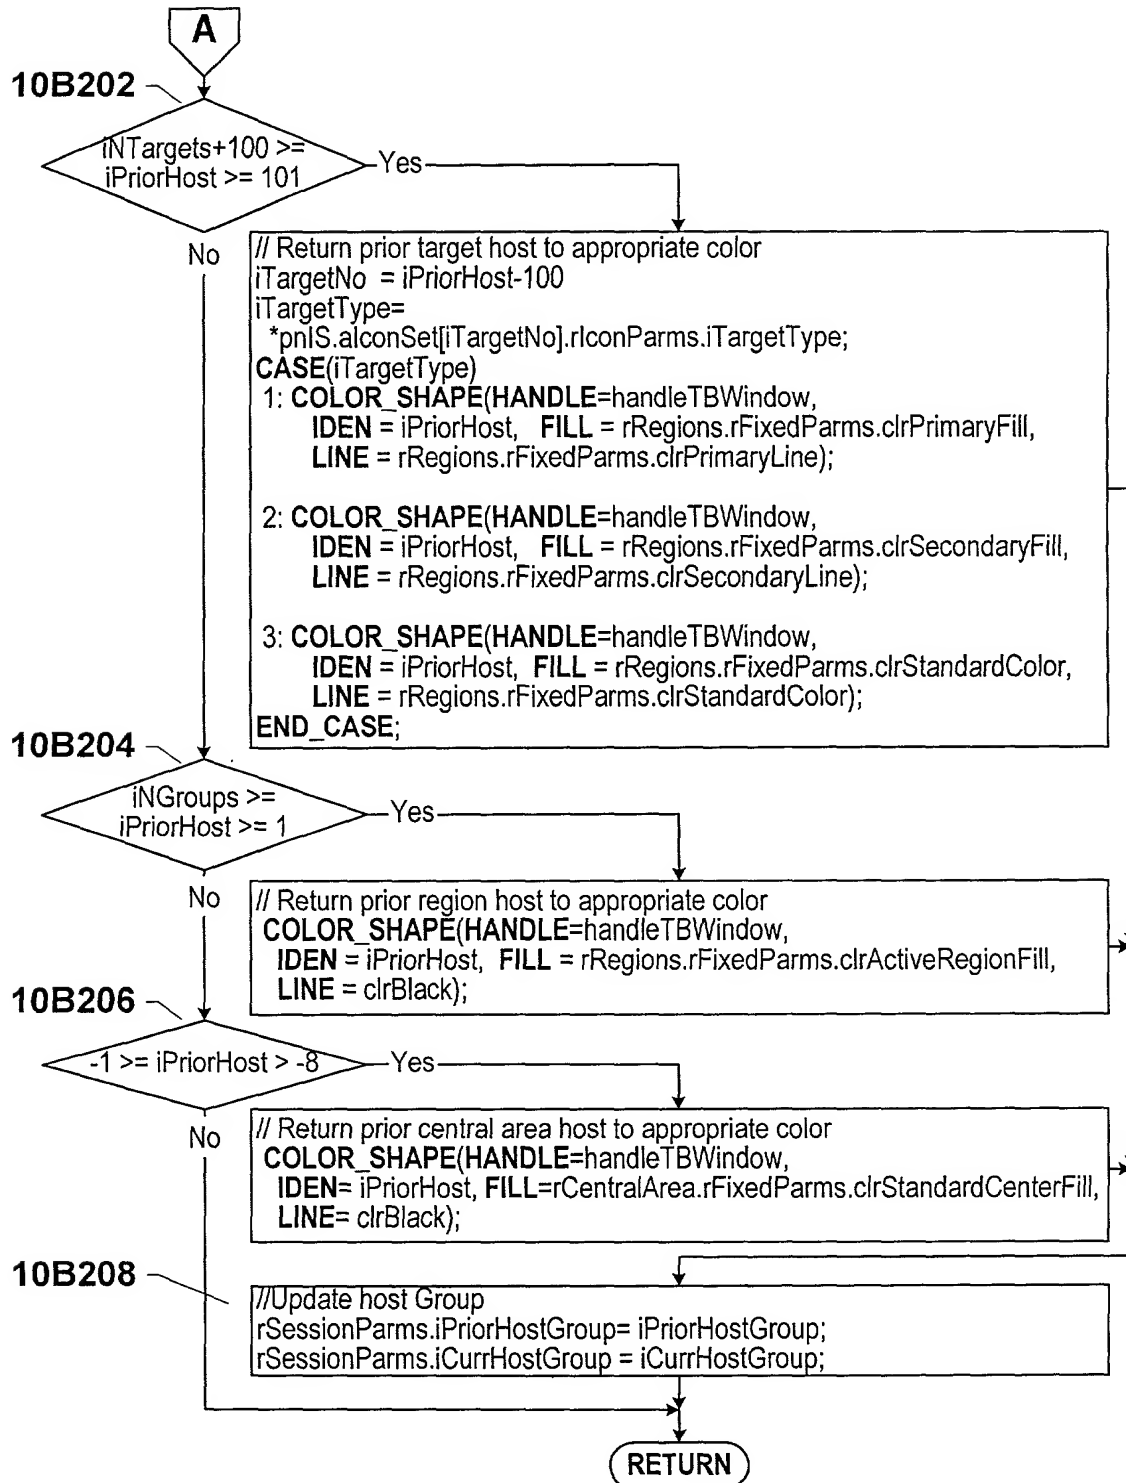 A
10B202
iNTargets+100 >=
iPriorHost >= 101
Yes
No
// Return prior target host to appropriate color
iTargetNo = iPriorHost-100
iTargetType=
*pnIS.aIconSet[iTargetNo].rIconParms.iTargetType;
CASE(iTargetType)
1: COLOR_SHAPE(HANDLE=handleTBWindow,
IDEN = iPriorHost, FILL = rRegions.rFixedParms.clrPrimaryFill,
LINE = rRegions.rFixedParms.clrPrimaryLine);
2: COLOR_SHAPE(HANDLE=handleTBWindow,
IDEN = iPriorHost, FILL = rRegions.rFixedParms.clrSecondaryFill,
LINE = rRegions.rFixedParms.clrSecondaryLine);
3: COLOR_SHAPE(HANDLE=handleTBWindow,
IDEN = iPriorHost, FILL = rRegions.rFixedParms.clrStandardColor,
LINE = rRegions.rFixedParms.clrStandardColor);
END_CASE;
10B204
iNGroups >=
iPriorHost >= 1
Yes
No
// Return prior region host to appropriate color
COLOR_SHAPE(HANDLE=handleTBWindow,
IDEN = iPriorHost, FILL = rRegions.rFixedParms.clrActiveRegionFill,
LINE = clrBlack);
10B206
-1 >= iPriorHost > -8
Yes
No
// Return prior central area host to appropriate color
COLOR_SHAPE(HANDLE=handleTBWindow,
IDEN= iPriorHost, FILL=rCentralArea.rFixedParms.clrStandardCenterFill,
LINE= clrBlack);
10B208
//Update host Group
rSessionParms.iPriorHostGroup= iPriorHostGroup;
rSessionParms.iCurrHostGroup = iCurrHostGroup;
RETURN